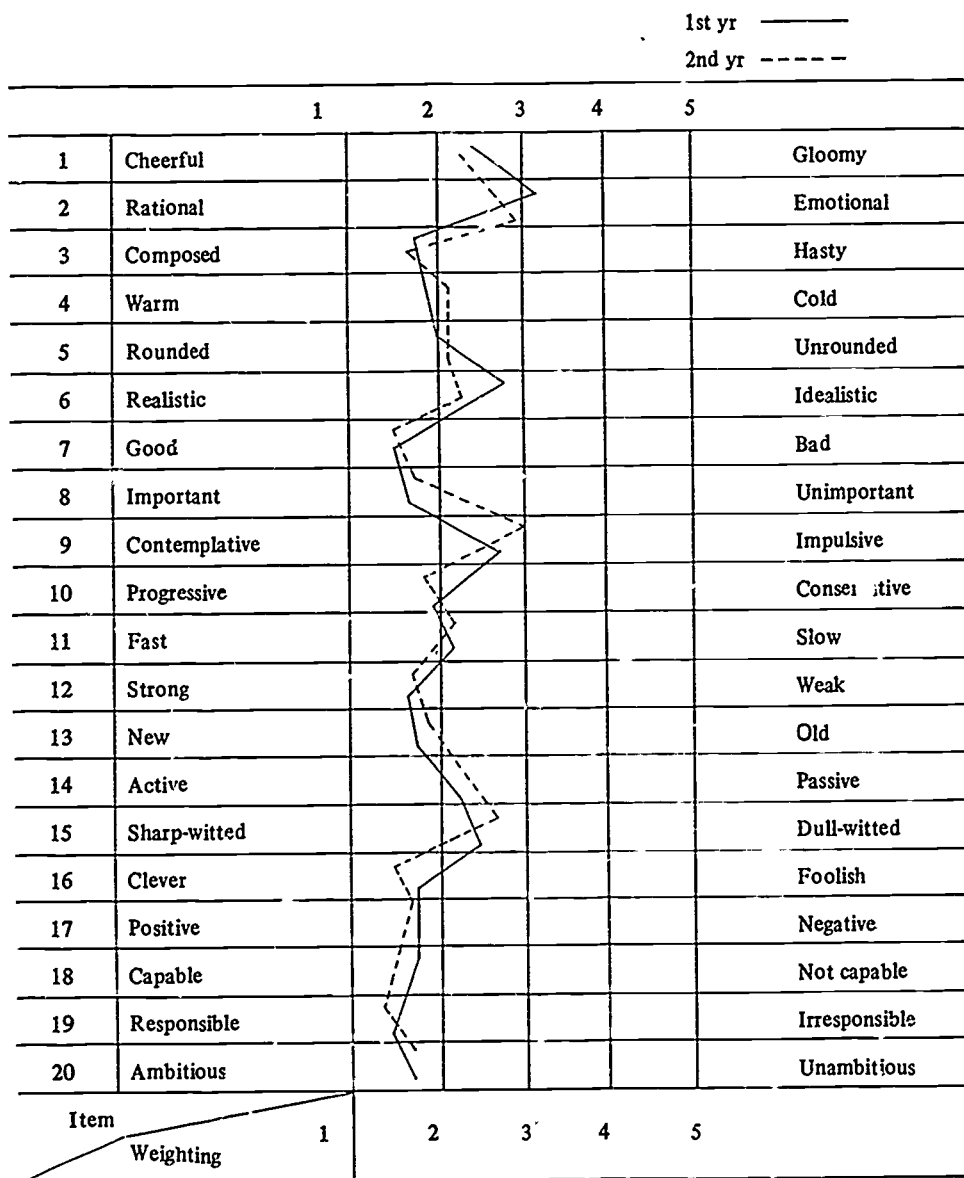 1st yr
2nd yr
1 2 3 4 5
1 Cheerful Gloomy
2 Rational Emotional
3 Composed Hasty
4 Warm Cold
5 Rounded Unrounded
6 Realistic Idealistic
7 Good Bad
8 Important Unimportant
9 Contemplative Impulsive
10 Progressive
11 Fast Slow
12 Strong Weak
13 New Old
14 Active Passive
15 Sharp-witted Dull-witted
16 Clever Foolish
17 Positive Negative
18 Capable Not capable
19 Responsible Irresponsible
20 Ambitious Unambitious
Item
Weighting 1 2 3 4 5